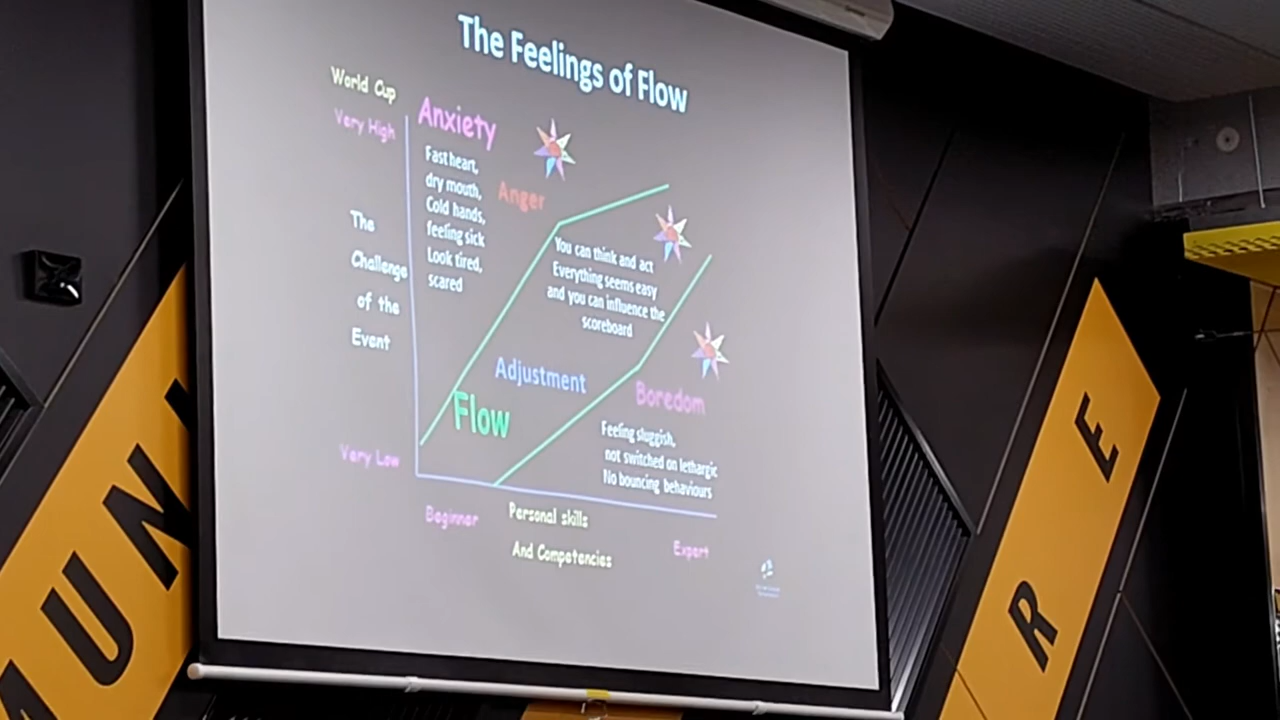 The Feelings of Flow
World Cup
Very High
Anxiety
Fast heart,
dry mouth,
Cold hands,
feeling sick
Look tired,
scared
Anger
The
Challenge
of the
Event
You can think and act
Everything seems easy
and you can influence the
scoreboard
Adjustment
Flow
Boredom
Feeling sluggish,
not switched on lethargic
No bouncing behaviours
Very Low
Beginner
Personal skills
And Competencies
Expert
UN
RE